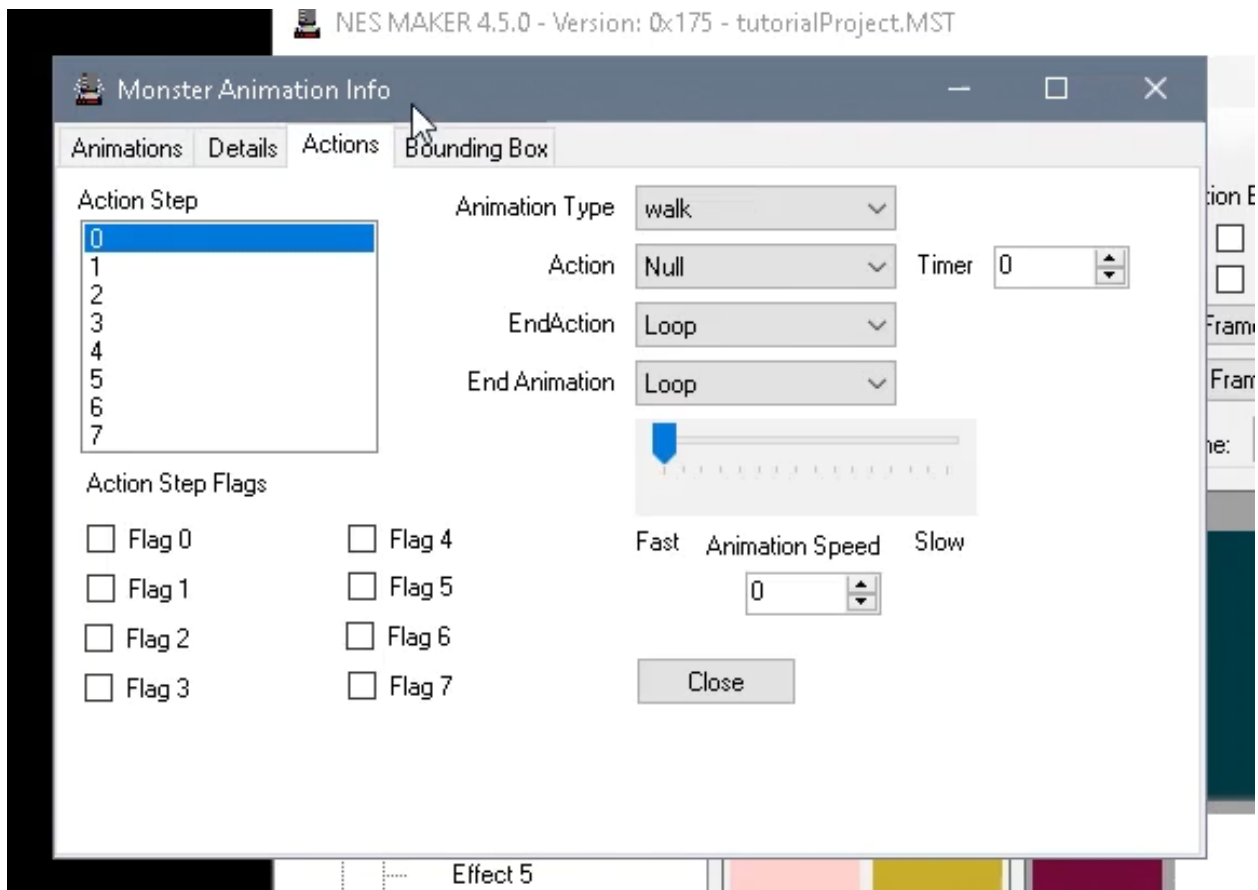 NES MAKER 4.5.0 - Version: 0x175 - tutorialProject.MST
Monster Animation Info
Animations Details Actions Bounding Box
Action Step
0
1
2
3
4
5
6
7
Animation Type walk
Action Null Timer 0
EndAction Loop
End Animation Loop
Fast Animation Speed Slow
0
Action Step Flags
Flag 0 Flag 4
Flag 1 Flag 5
Flag 2 Flag 6
Flag 3 Flag 7
Close
Effect 5